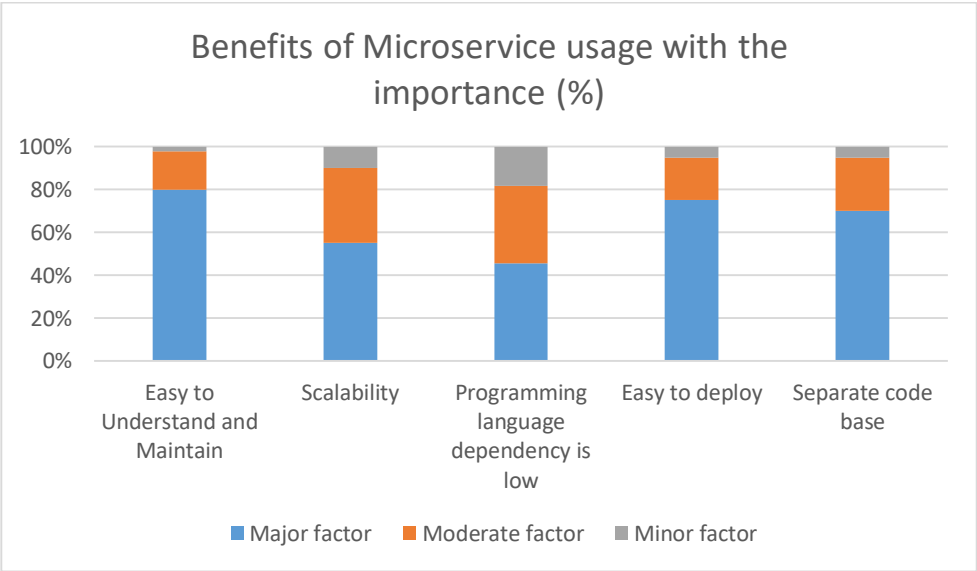 Benefits of Microservice usage with the
importance (%)
100%
80%
60%
40%
20%
0%
Easy to
Understand and
Maintain
Scalability
Programming
language
dependency is
low
Easy to deploy
Separate code
base
Major factor
Moderate factor
Minor factor